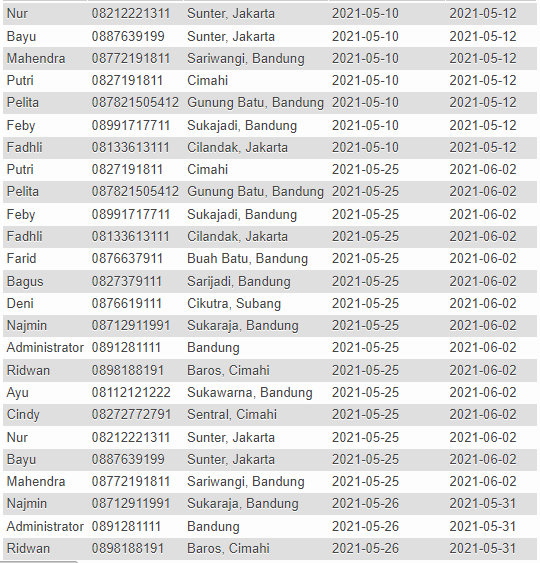 Nur 08212221311 Sunter, Jakarta 2021-05-10 2021-05-12
Bayu 0887639199 Sunter, Jakarta 2021-05-10 2021-05-12
Mahendra 08772191811 Sariwangi, Bandung 2021-05-10 2021-05-12
Putri 0827191811 Cimahi 2021-05-10 2021-05-12
Pelita 087821505412 Gunung Batu, Bandung 2021-05-10 2021-05-12
Feby 08991717711 Sukajadi, Bandung 2021-05-10 2021-05-12
Fadhli 08133613111 Cilandak, Jakarta 2021-05-10 2021-05-12
Putri 0827191811 Cimahi 2021-05-25 2021-06-02
Pelita 087821505412 Gunung Batu, Bandung 2021-05-25 2021-06-02
Feby 08991717711 Sukajadi, Bandung 2021-05-25 2021-06-02
Fadhli 08133613111 Cilandak, Jakarta 2021-05-25 2021-06-02
Farid 0876637911 Buah Batu, Bandung 2021-05-25 2021-06-02
Bagus 0827379111 Sarijadi, Bandung 2021-05-25 2021-06-02
Deni 0876619111 Cikutra, Subang 2021-05-25 2021-06-02
Najmin 08712911991 Sukaraja, Bandung 2021-05-25 2021-06-02
Administrator 0891281111 Bandung 2021-05-25 2021-06-02
Ridwan 0898188191 Baros, Cimahi 2021-05-25 2021-06-02
Ayu 08112121222 Sukawarna, Bandung 2021-05-25 2021-06-02
Cindy 08272772791 Sentral, Cimahi 2021-05-25 2021-06-02
Nur 08212221311 Sunter, Jakarta 2021-05-25 2021-06-02
Bayu 0887639199 Sunter, Jakarta 2021-05-25 2021-06-02
Mahendra 08772191811 Sariwangi, Bandung 2021-05-25 2021-06-02
Najmin 08712911991 Sukaraja, Bandung 2021-05-26 2021-05-31
Administrator 0891281111 Bandung 2021-05-26 2021-05-31
Ridwan 0898188191 Baros, Cimahi 2021-05-26 2021-05-31